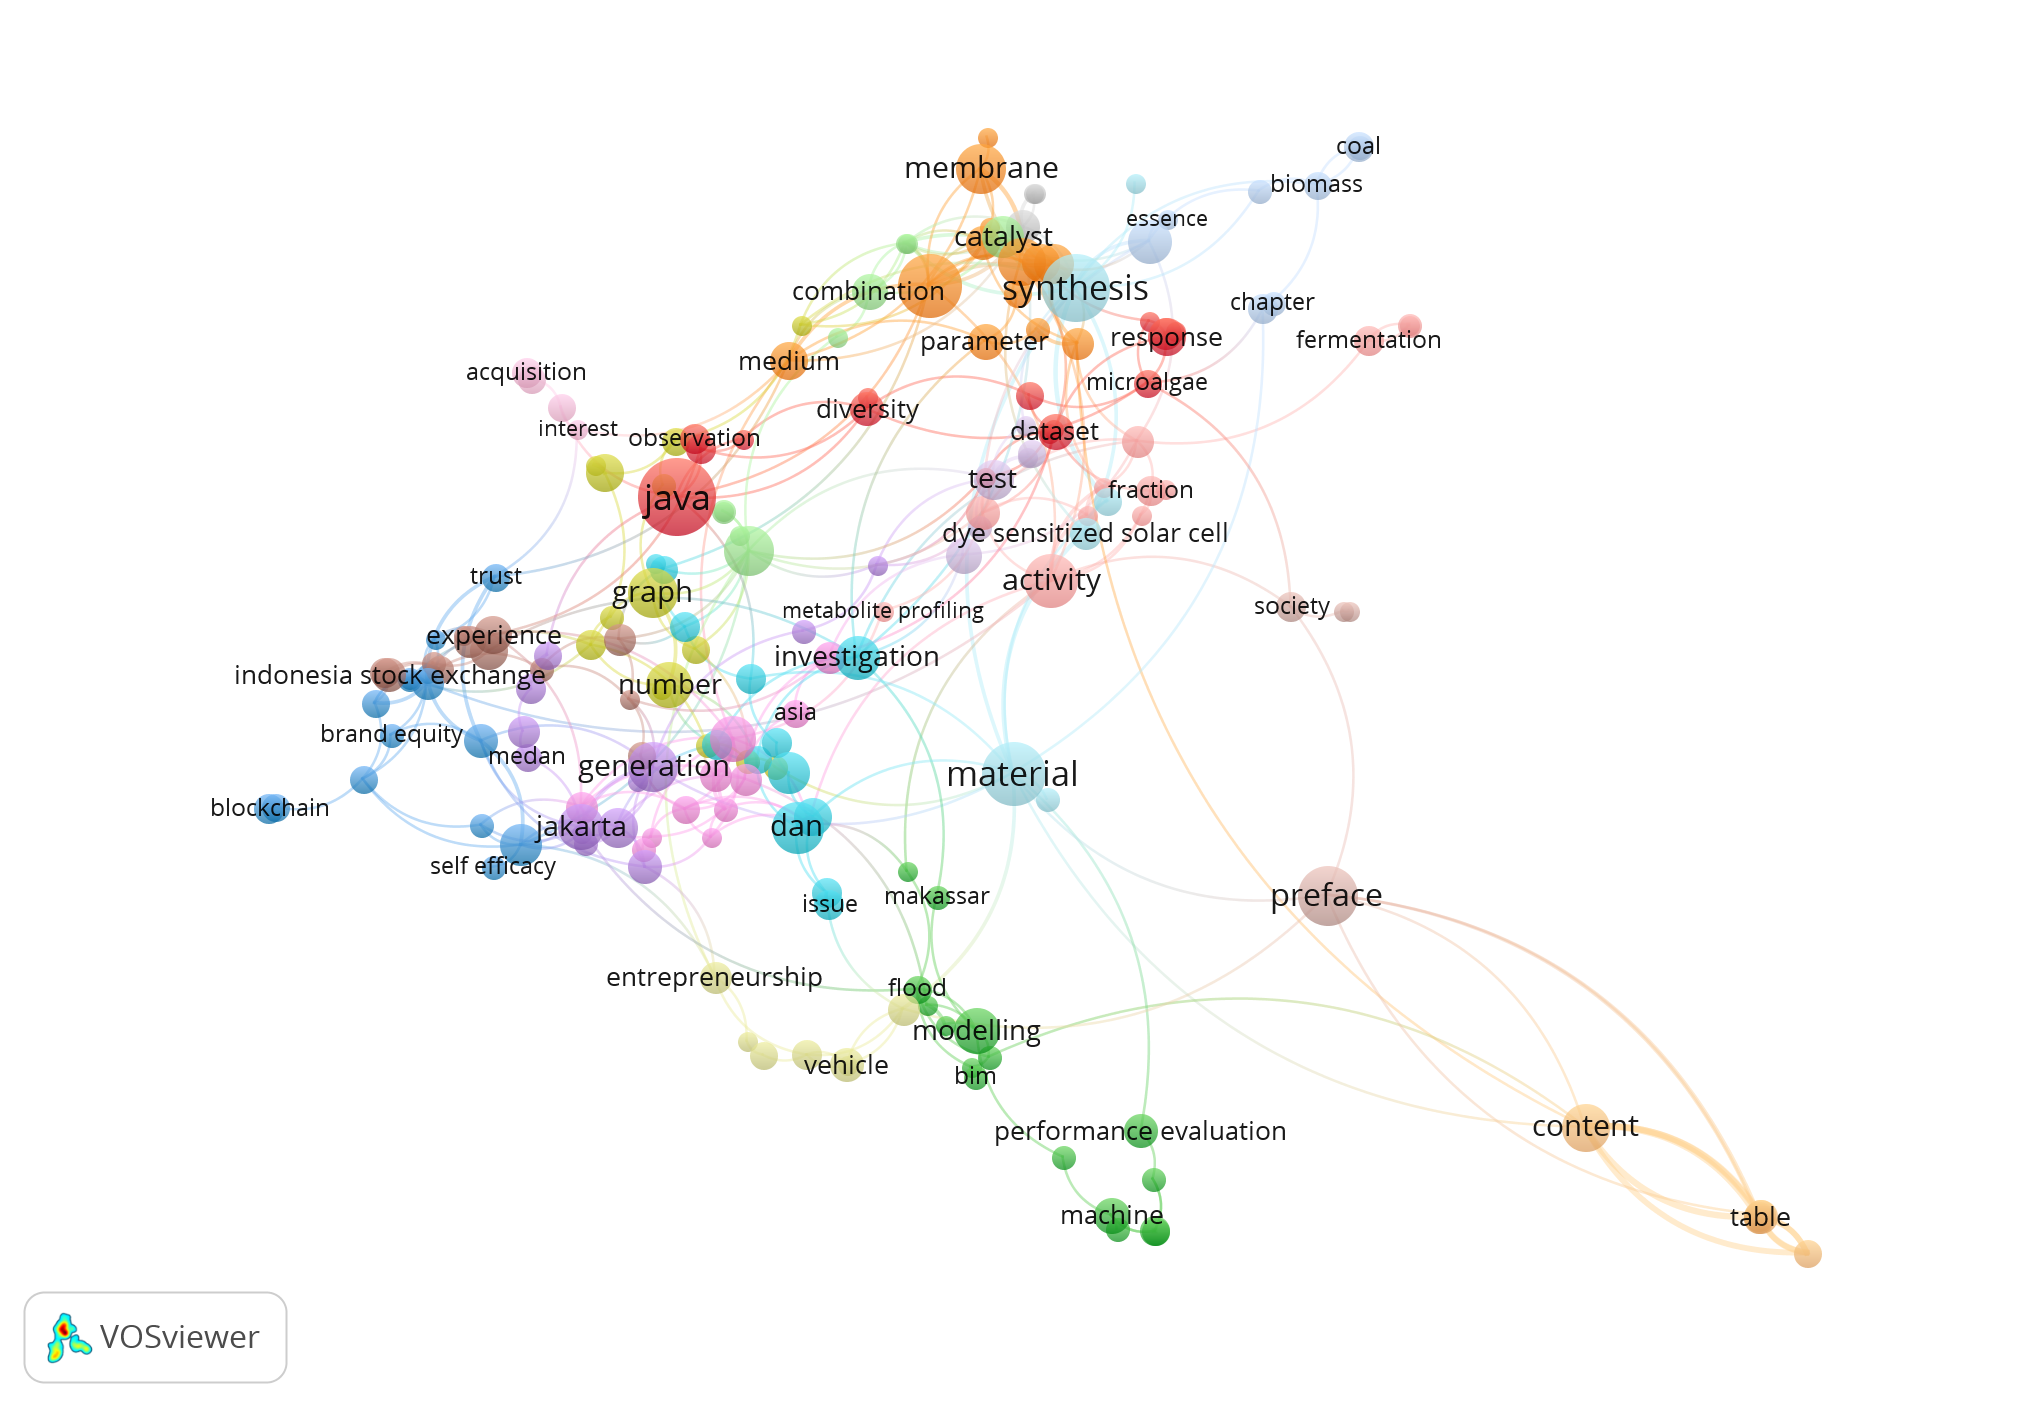 coal
membrane
biomass
essence
catalyst
synthesis
combination
chapter
response
parameter
fermentation
medium
acquisition
microalgae
diversity
interest
observation
dataset
test
fraction
java
dye sensitized solar cell
trust
activity
graph
society
metabolite profiling
experience
investigation
indonesia stock exchange
number
asia
brand equity
medan
generation
material
blockchain
jakarta
dan
self efficacy
makassar
preface
issue
entrepreneurship
flood
modelling
vehicle
bim
content
performance evaluation
machine
table
VOSviewer